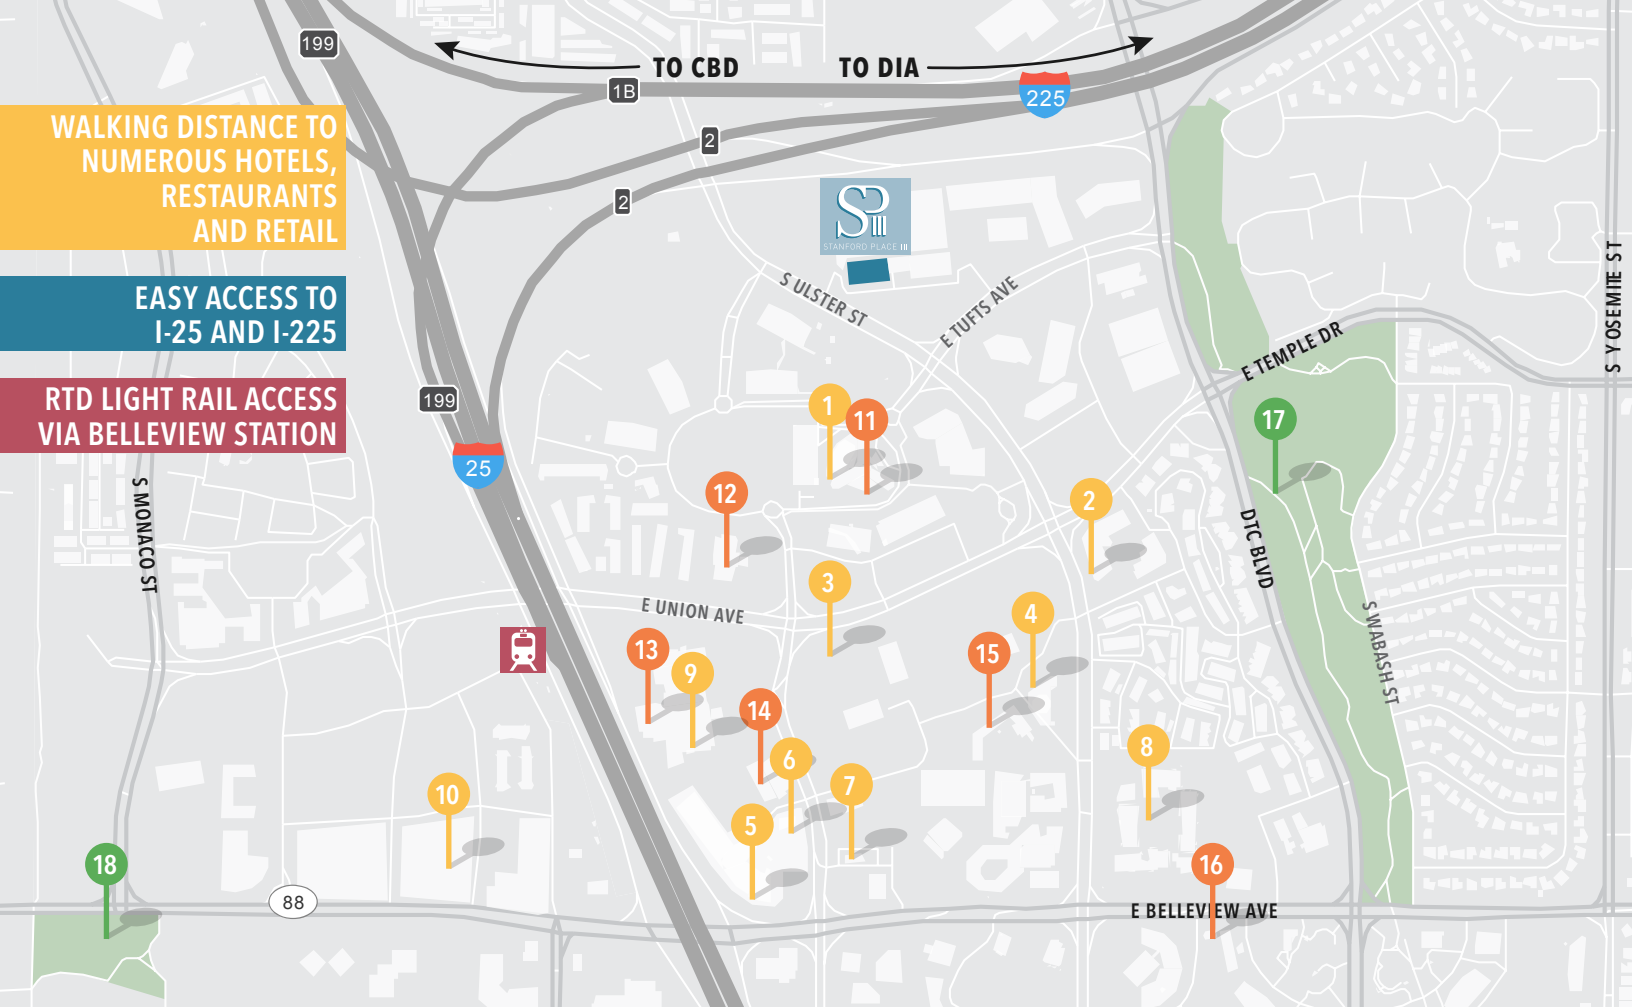 199
TO CBD
TO DIA
1B
225
2
2
WALKING DISTANCE TO
NUMEROUS HOTELS,
RESTAURANTS
AND RETAIL
EASY ACCESS TO
I-25 AND I-225
RTD LIGHT RAIL ACCESS
VIA BELLEVIEW STATION
SPIII
STANFORD PLACE III
S ULSTER ST
E TUFTS AVE
E TEMPLE DR
S YOSEMITE ST
199
25
1
11
17
12
2
S MONACO ST
DTC BLVD
3
E UNION AVE
4
S WABASH ST
13
15
9
14
8
6
7
10
5
18
16
88
E BELLEVIEW AVE